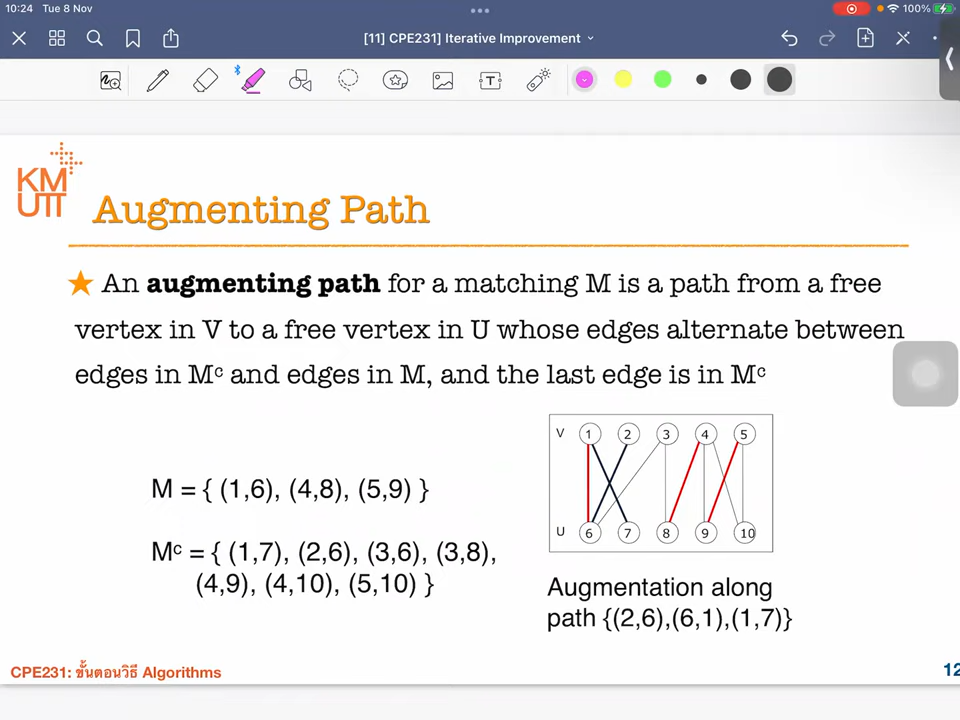 10:24 Tue 8 Nov
100%
[11] CPE231] Iterative Improvement
T
KM
UTT
Augmenting Path
★ An augmenting path for a matching M is a path from a free
vertex in V to a free vertex in U whose edges alternate between
edges in Mᶜ and edges in M, and the last edge is in Mᶜ
M = { (1,6), (4,8), (5,9) }
Mᶜ = { (1,7), (2,6), (3,6), (3,8),
(4,9), (4,10), (5,10) }
V 1 2 3 4 5
U 6 7 8 9 10
Augmentation along
path {(2,6),(6,1),(1,7)}
CPE231: ขั้นตอนวิธี Algorithms
12